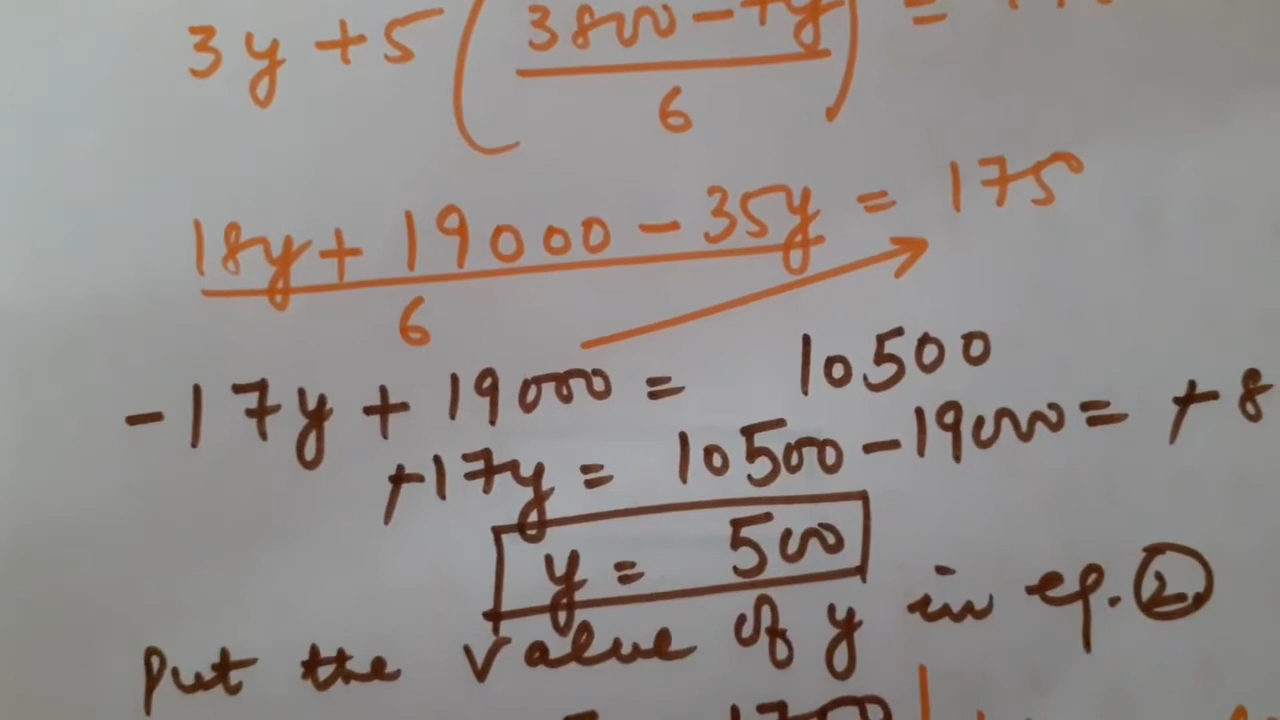 3y + 5 ( 3800 - 7y / 6 ) =
18y + 19000 - 35y / 6 = 175
-17y + 19000 = 10500
+17y = 10500 - 19000 = + 8
y = 500
Put the value of y in eq. 2